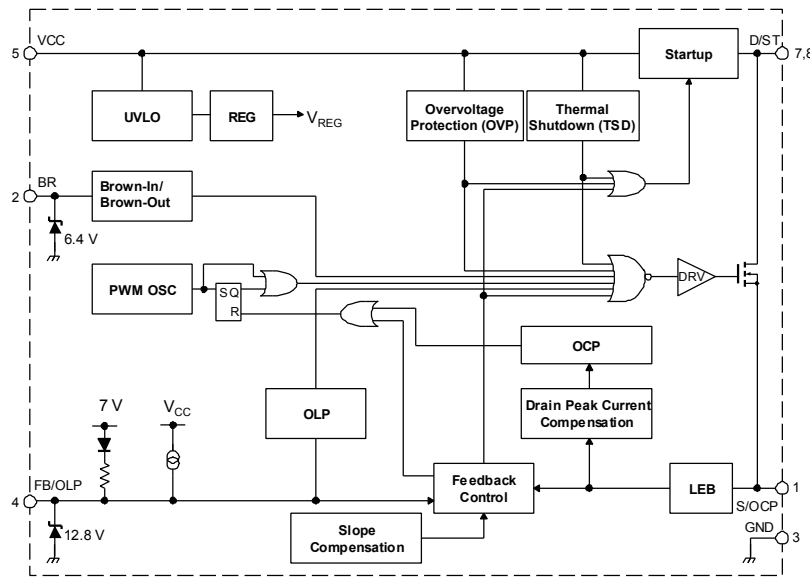 VCC
D/ST
5
7,8
Startup
UVLO
REG
VREG
Overvoltage
Protection (OVP)
Thermal
Shutdown (TSD)
BR
2
Brown-In/
Brown-Out
6.4 V
PWM OSC
S Q
R
DRV
OCP
7 V
VCC
OLP
Drain Peak Current
Compensation
FB/OLP
4
Feedback
Control
LEB
1
S/OCP
12.8 V
Slope
Compensation
GND
3